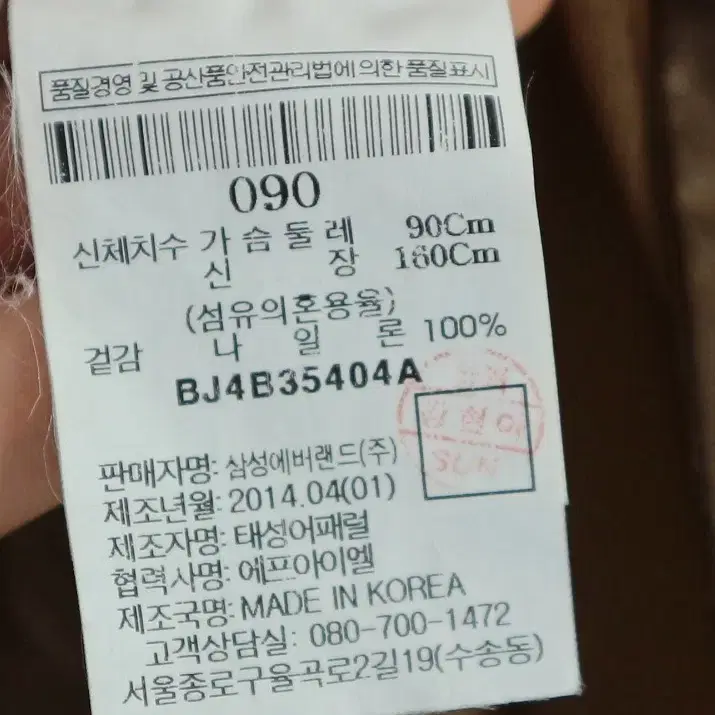 품질경영 및 공산품안전관리법에 의한 품질표시
090
신체치수 가슴둘레 90Cm
신장 160Cm
(섬유의혼용율)
겉감 나일론 100%
BJ4B35404A
판매자명: 삼성에버랜드(주)
제조년월: 2014.04(01)
제조자명: 태성어패럴
협력사명: 에프아이엘
제조국명: MADE IN KOREA
고객상담실: 080-700-1472
서울종로구율곡로2길19(수송동)